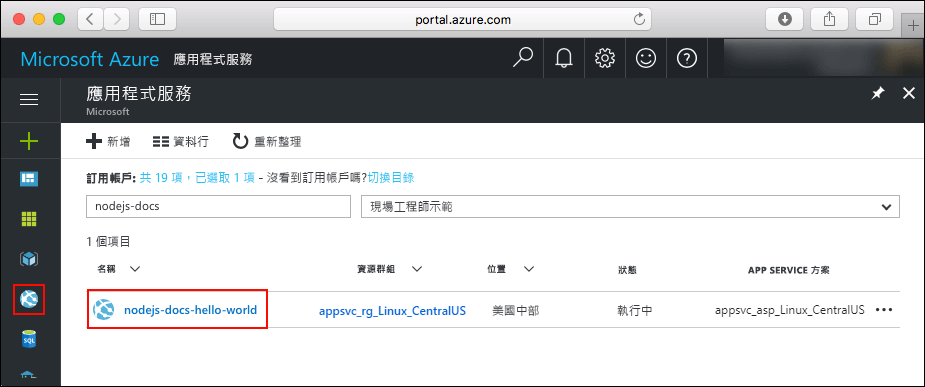 portal.azure.com
Microsoft Azure 應用程式服務
應用程式服務
Microsoft
新增 資料行 重新整理
訂用帳戶: 共 19 項，已選取 1 項 - 沒看到訂用帳戶嗎?切換目錄
nodejs-docs 現場工程師示範
1 個項目
名稱 資源群組 位置 狀態 APP SERVICE 方案
nodejs-docs-hello-world appsvc_rg_Linux_CentralUS 美國中部 執行中 appsvc_asp_Linux_CentralUS
SQL